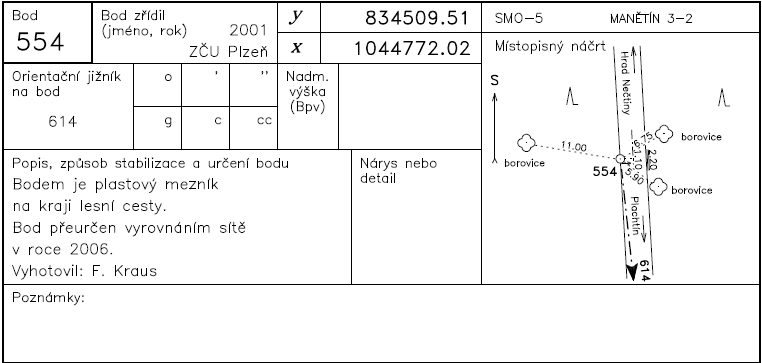 Bod
554
Bod zřídil
(jméno, rok) 2001
ZČU Plzeň
y 834509.51
x 1044772.02
SMO-5 MANĚTÍN 3-2
Orientační jižník
na bod
614
o ' "
g c cc
Nadm.
výška
(Bpv)
Místopisný náčrt
S
Hrad Nečtiny
borovice
11.00
borovice
1.10
2.20
554
5.90
borovice
Plachtín
614
Popis, způsob stabilizace a určení bodu
Bodem je plastový mezník
na kraji lesní cesty.
Bod přeurčen vyrovnáním sítě
v roce 2006.
Vyhotovil: F. Kraus
Nárys nebo
detail
Poznámky: